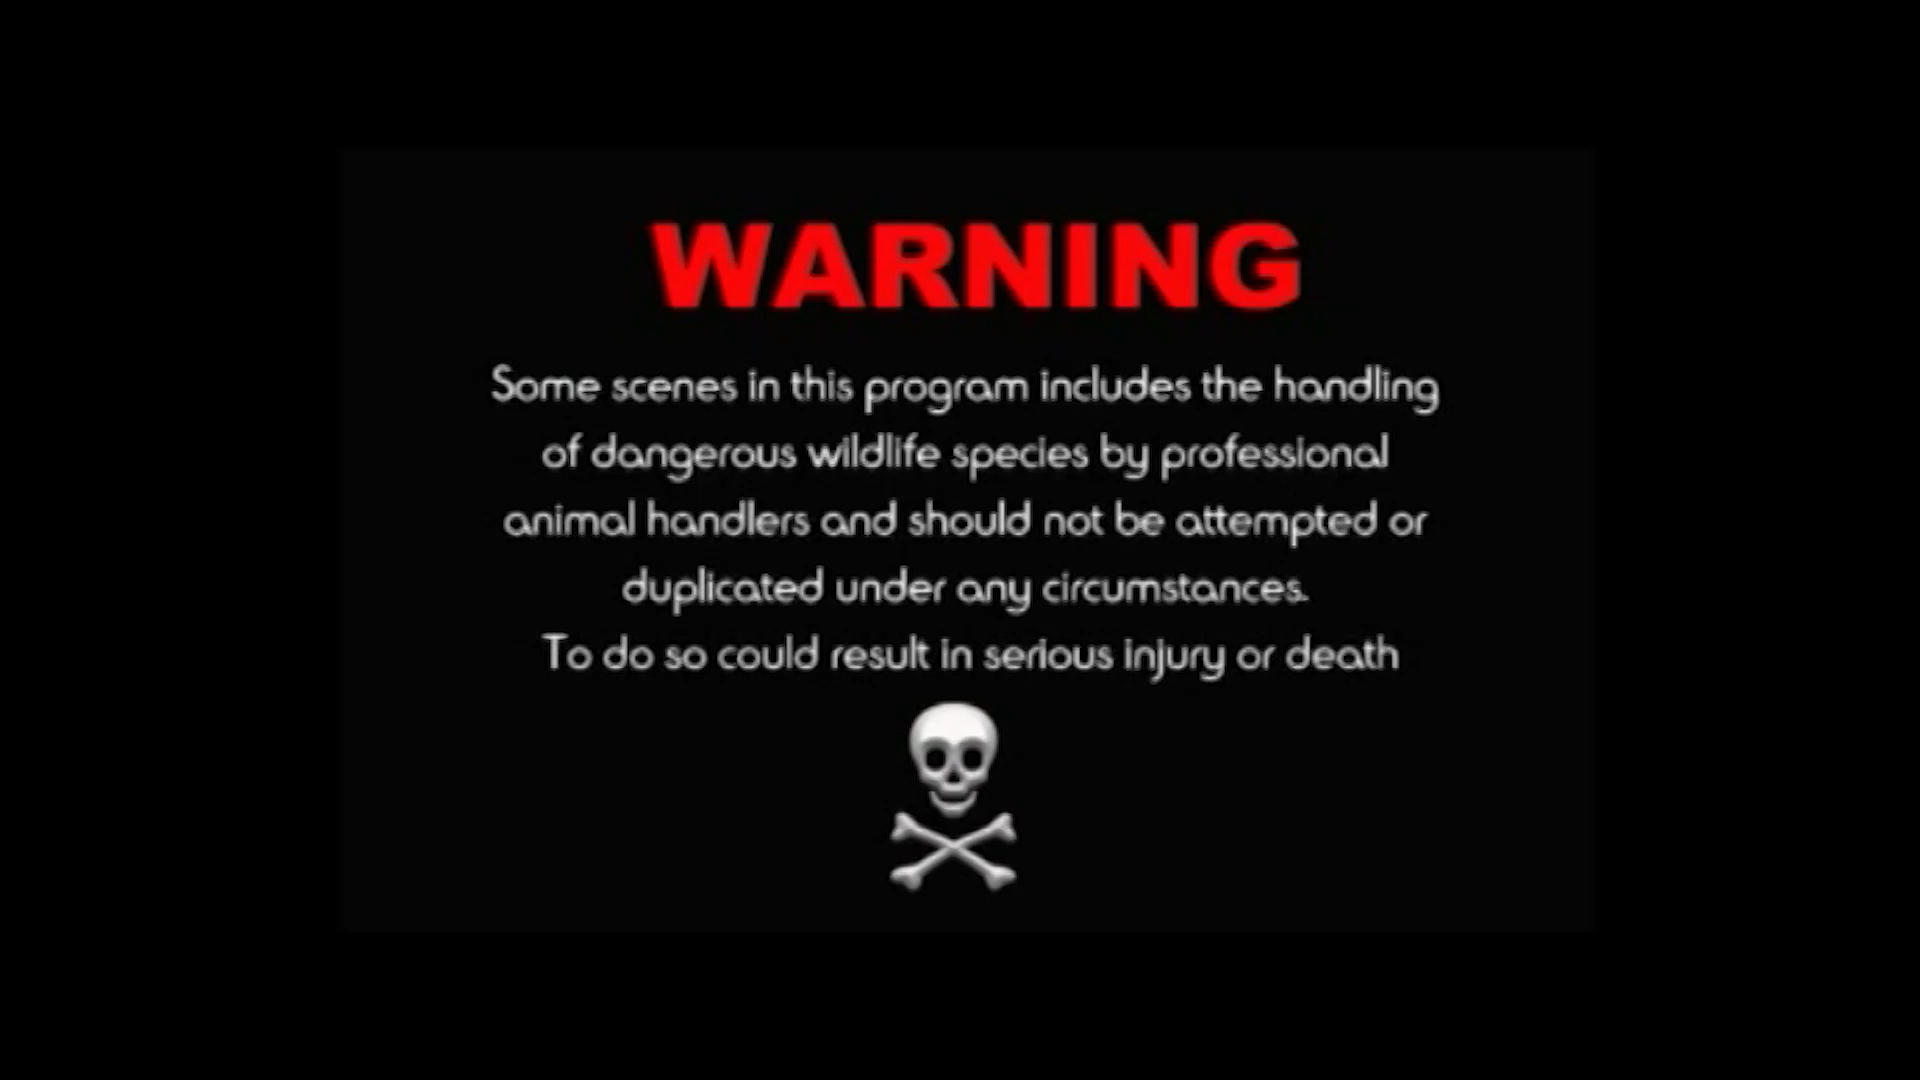 WARNING
Some scenes in this program includes the handling
of dangerous wildlife species by professional
animal handlers and should not be attempted or
duplicated under any circumstances.
To do so could result in serious injury or death